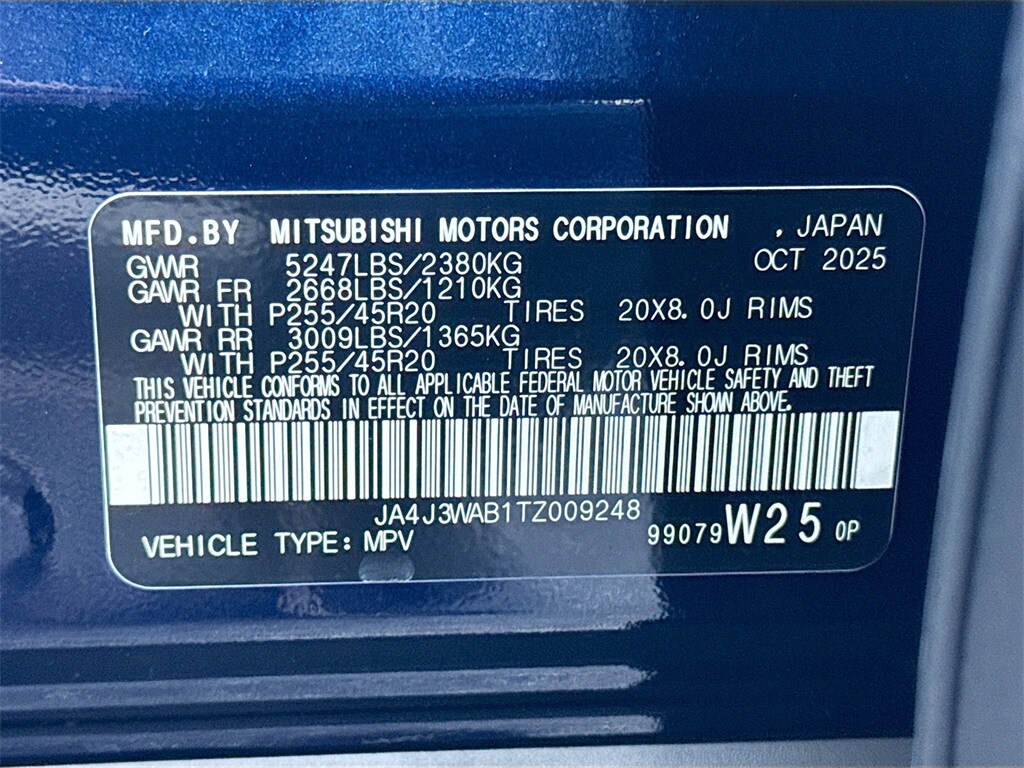 MFD.BY MITSUBISHI MOTORS CORPORATION , JAPAN
GVWR 5247LBS/2380KG OCT 2025
GAWR FR 2668LBS/1210KG
WITH P255/45R20 TIRES 20X8.0J RIMS
GAWR RR 3009LBS/1365KG
WITH P255/45R20 TIRES 20X8.0J RIMS
THIS VEHICLE CONFORMS TO ALL APPLICABLE FEDERAL MOTOR VEHICLE SAFETY AND THEFT
PREVENTION STANDARDS IN EFFECT ON THE DATE OF MANUFACTURE SHOWN ABOVE.
JA4J3WAB1TZ009248
VEHICLE TYPE: MPV 99079 W25 0P